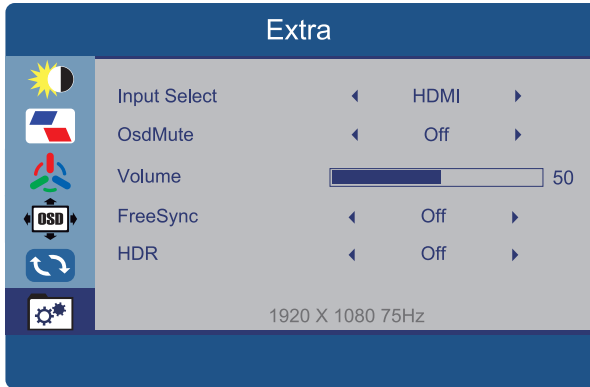 Extra
Input Select HDMI
OsdMute Off
Volume 50
FreeSync Off
OSD
HDR Off
1920 X 1080 75Hz